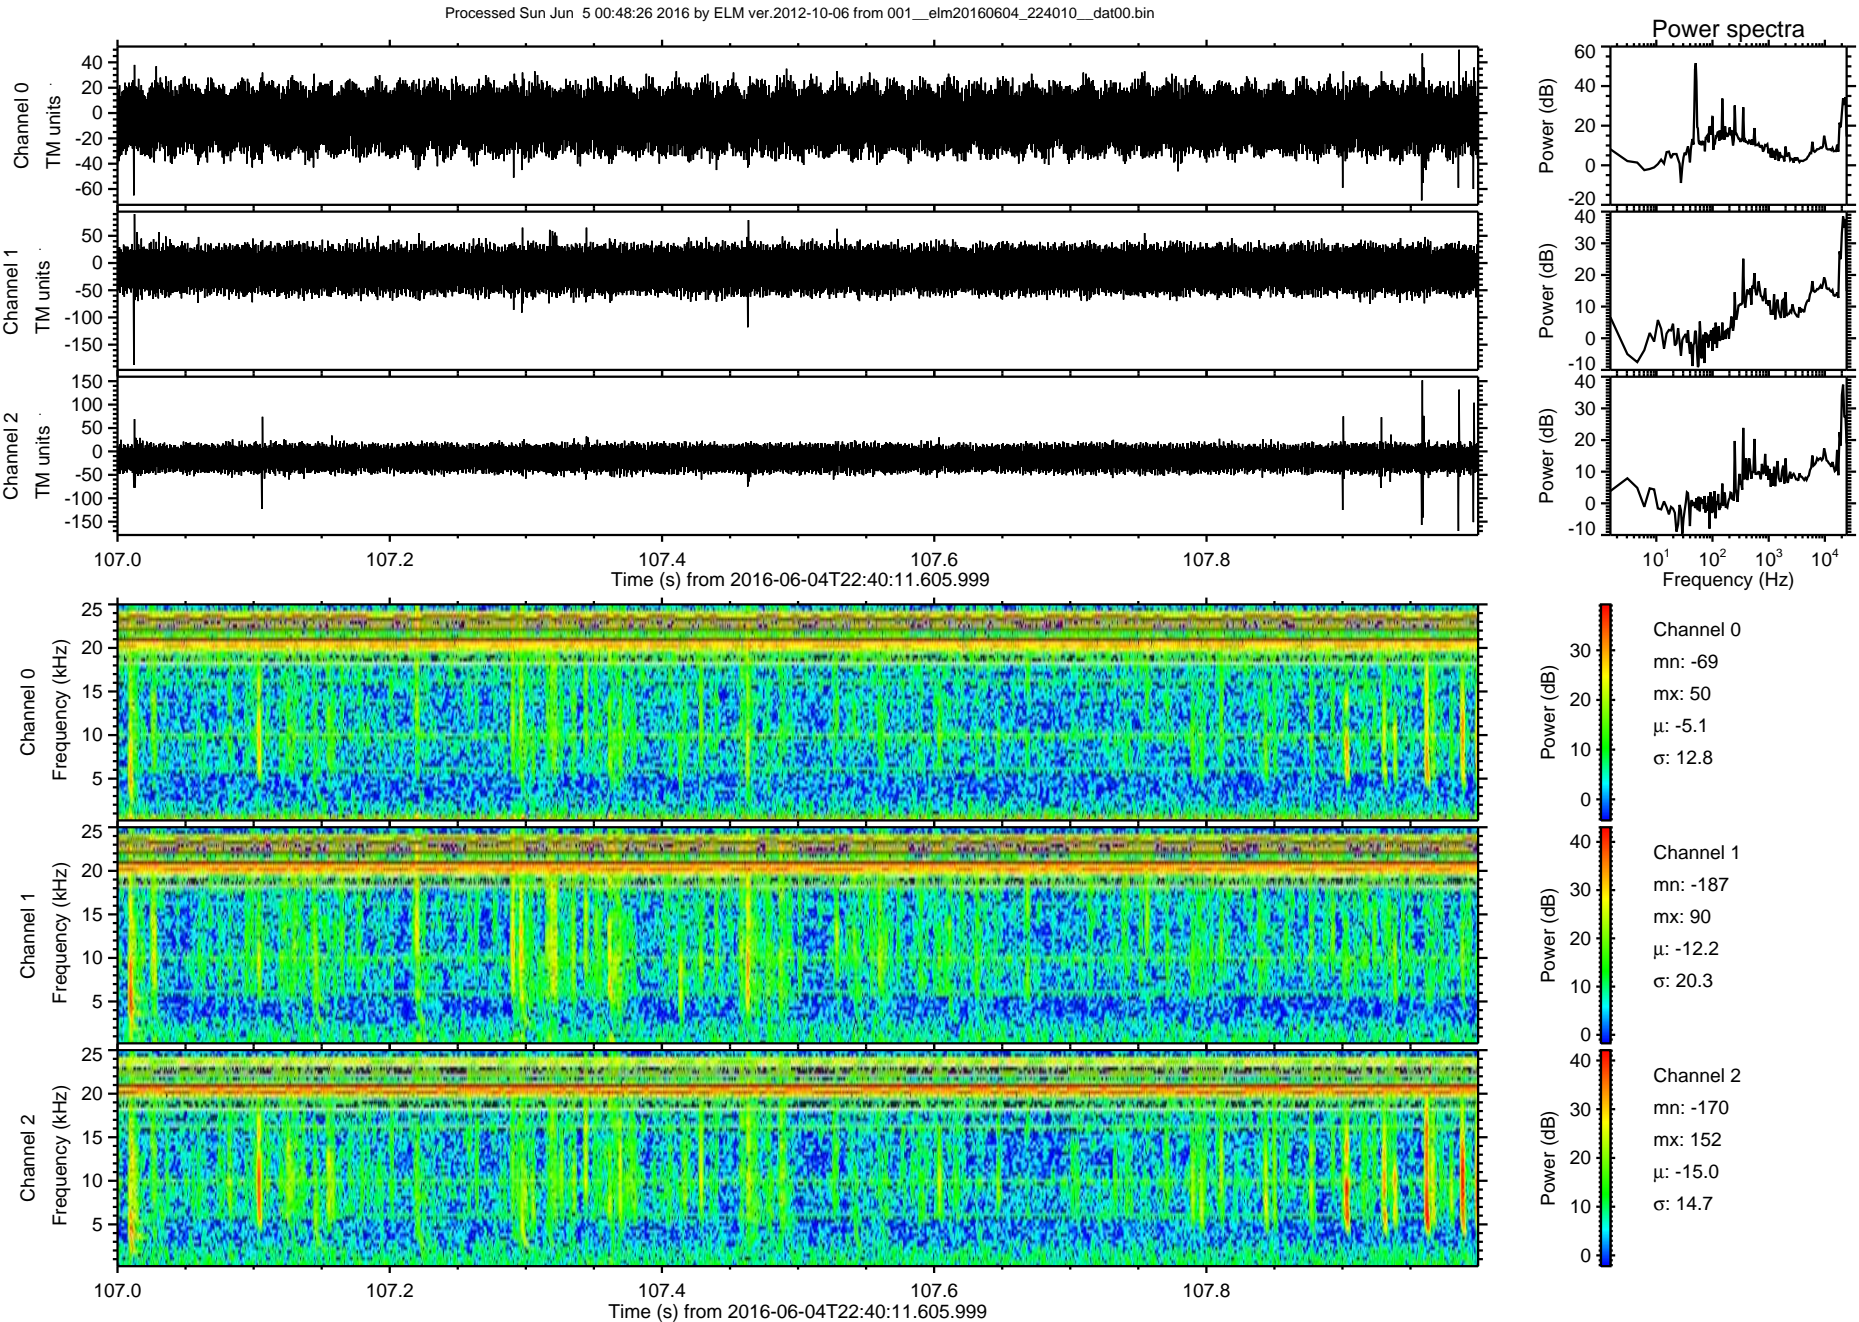 Processed Sun Jun  5 00:48:26 2016 by ELM ver.2012-10-06 from 001__elm20160604_224010__dat00.bin
Power spectra
Channel 0
TM units
40
20
0
-20
-40
-60
Power (dB)
60
40
20
0
-20
Channel 1
TM units
50
0
-50
-100
-150
Power (dB)
40
30
20
10
0
-10
Channel 2
TM units
150
100
50
0
-50
-100
-150
Power (dB)
40
30
20
10
0
-10
107.0 107.2 107.4 107.6 107.8
Time (s) from 2016-06-04T22:40:11.605.999
10^1 10^2 10^3 10^4
Frequency (Hz)
Channel 0
Frequency (kHz)
25
20
15
10
5
Power (dB)
30
20
10
0
Channel 0
mn: -69
mx: 50
μ: -5.1
σ: 12.8
Channel 1
Frequency (kHz)
25
20
15
10
5
Power (dB)
40
30
20
10
0
Channel 1
mn: -187
mx: 90
μ: -12.2
σ: 20.3
Channel 2
Frequency (kHz)
25
20
15
10
5
Power (dB)
40
30
20
10
0
Channel 2
mn: -170
mx: 152
μ: -15.0
σ: 14.7
107.0 107.2 107.4 107.6 107.8
Time (s) from 2016-06-04T22:40:11.605.999